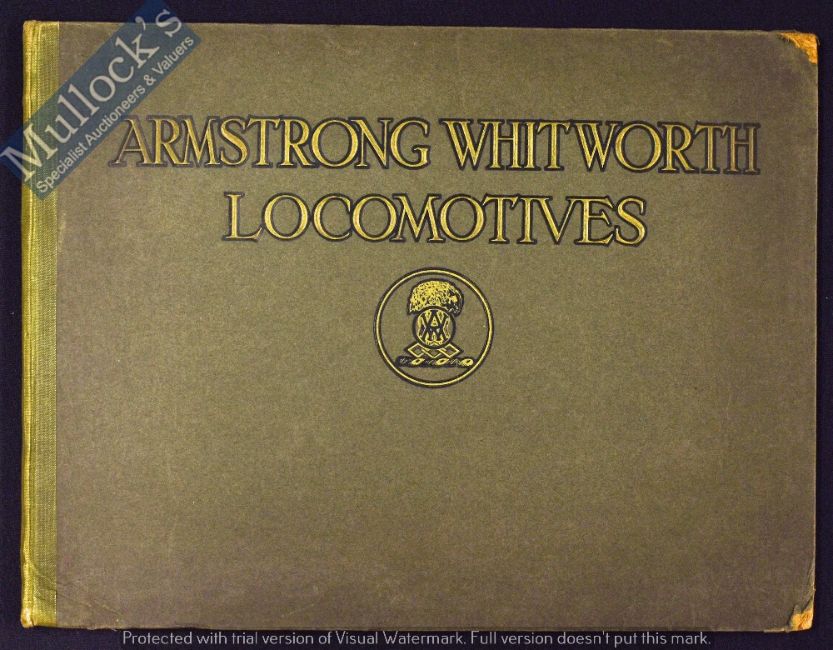 Mullock's
Specialist Auctioneers & Valuers
ARMSTRONG WHITWORTH
LOCOMOTIVES
Protected with trial version of Visual Watermark. Full version doesn't put this mark.